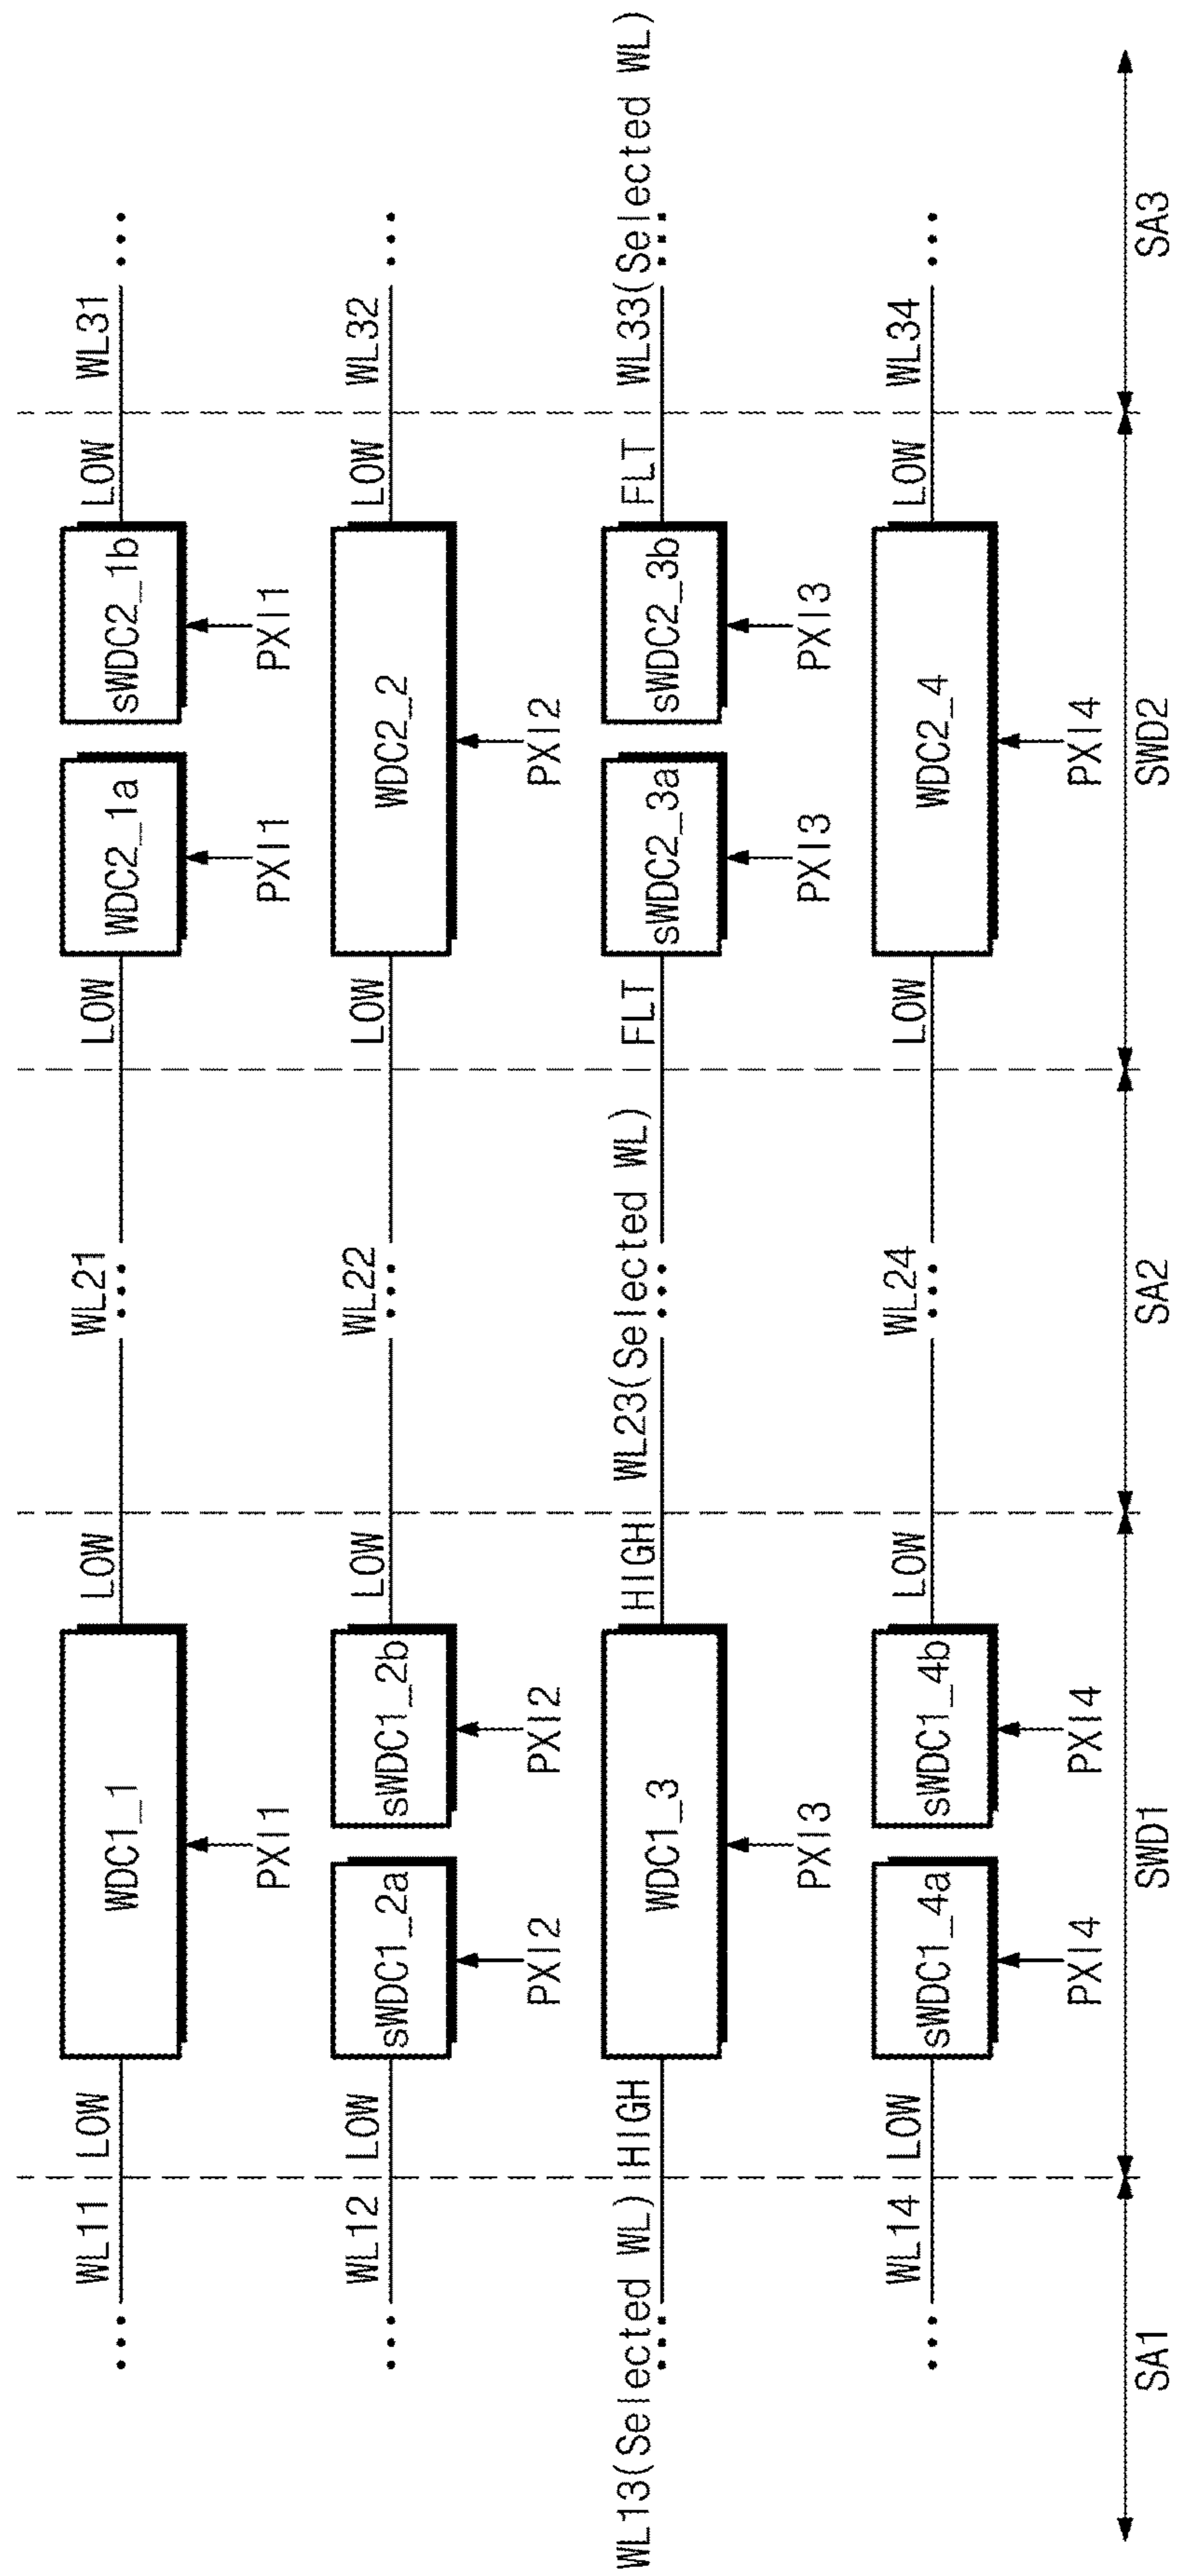 WL11 LOW WDC1_1 LOW WL21 LOW WDC2_1a sWDC2_1b LOW WL31
PXI1 PXI1 PXI1
WL12 LOW sWDC1_2a sWDC1_2b LOW WL22 LOW WDC2_2 LOW WL32
PXI2 PXI2 PXI2
WL13(Selected WL) HIGH WDC1_3 HIGH WL23(Selected WL) FLT sWDC2_3a sWDC2_3b FLT WL33(Selected WL)
PXI3 PXI3 PXI3
WL14 LOW sWDC1_4a sWDC1_4b LOW WL24 LOW WDC2_4 LOW WL34
PXI4 PXI4 PXI4
SA1 SWD1 SA2 SWD2 SA3